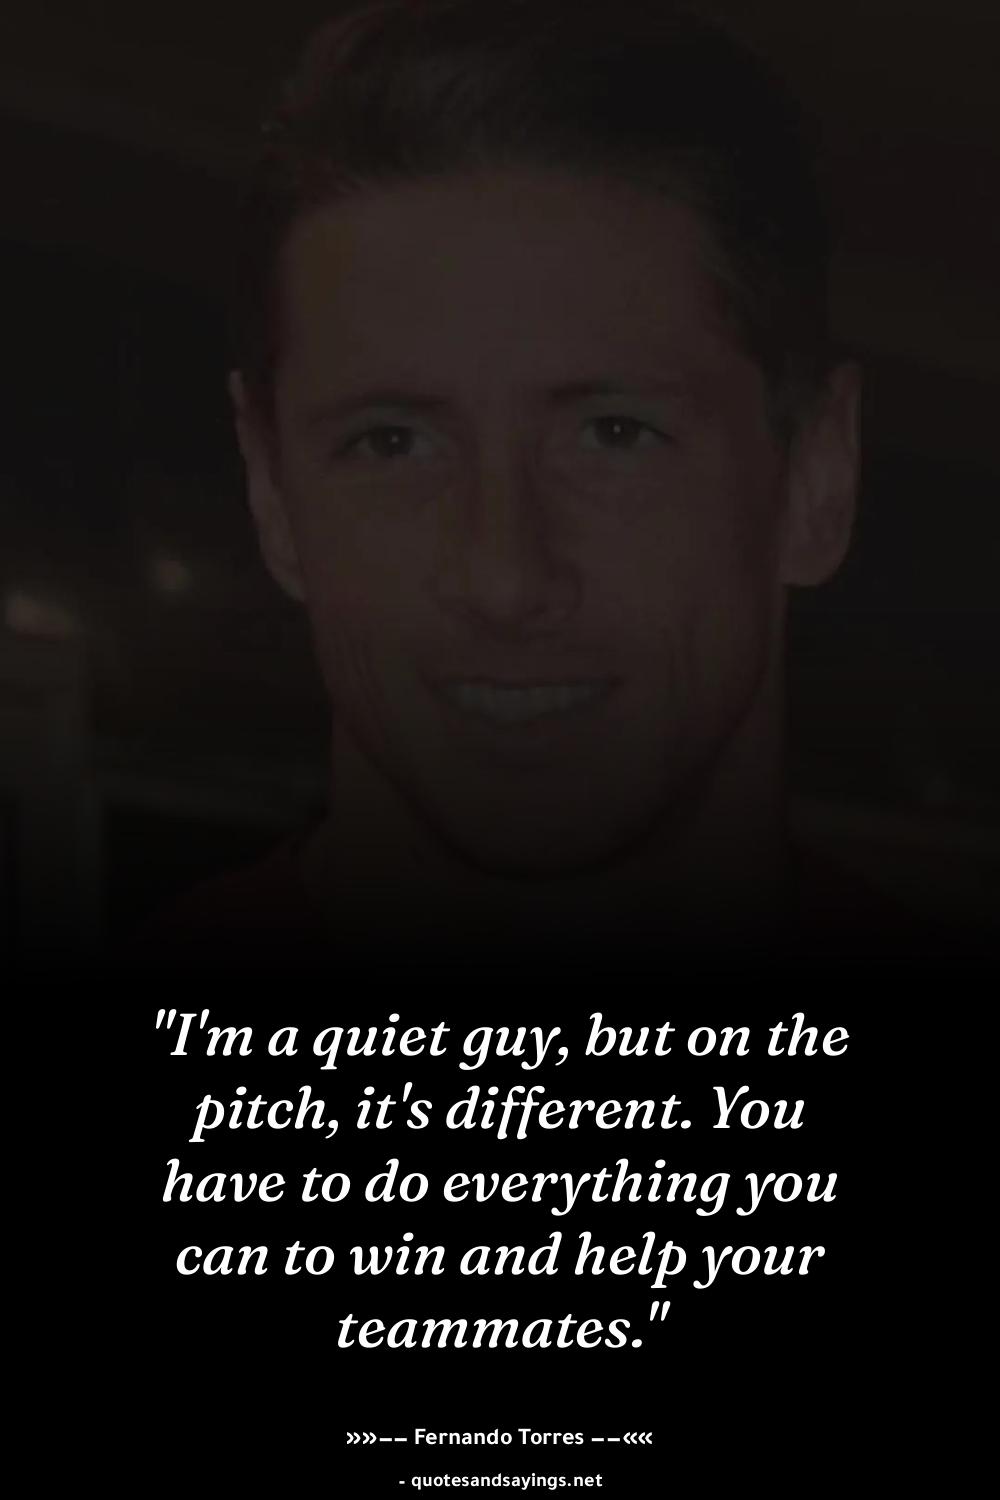 "I'm a quiet guy, but on the
pitch, it's different. You
have to do everything you
can to win and help your
teammates."
»»−− Fernando Torres −−««
- quotesandsayings.net